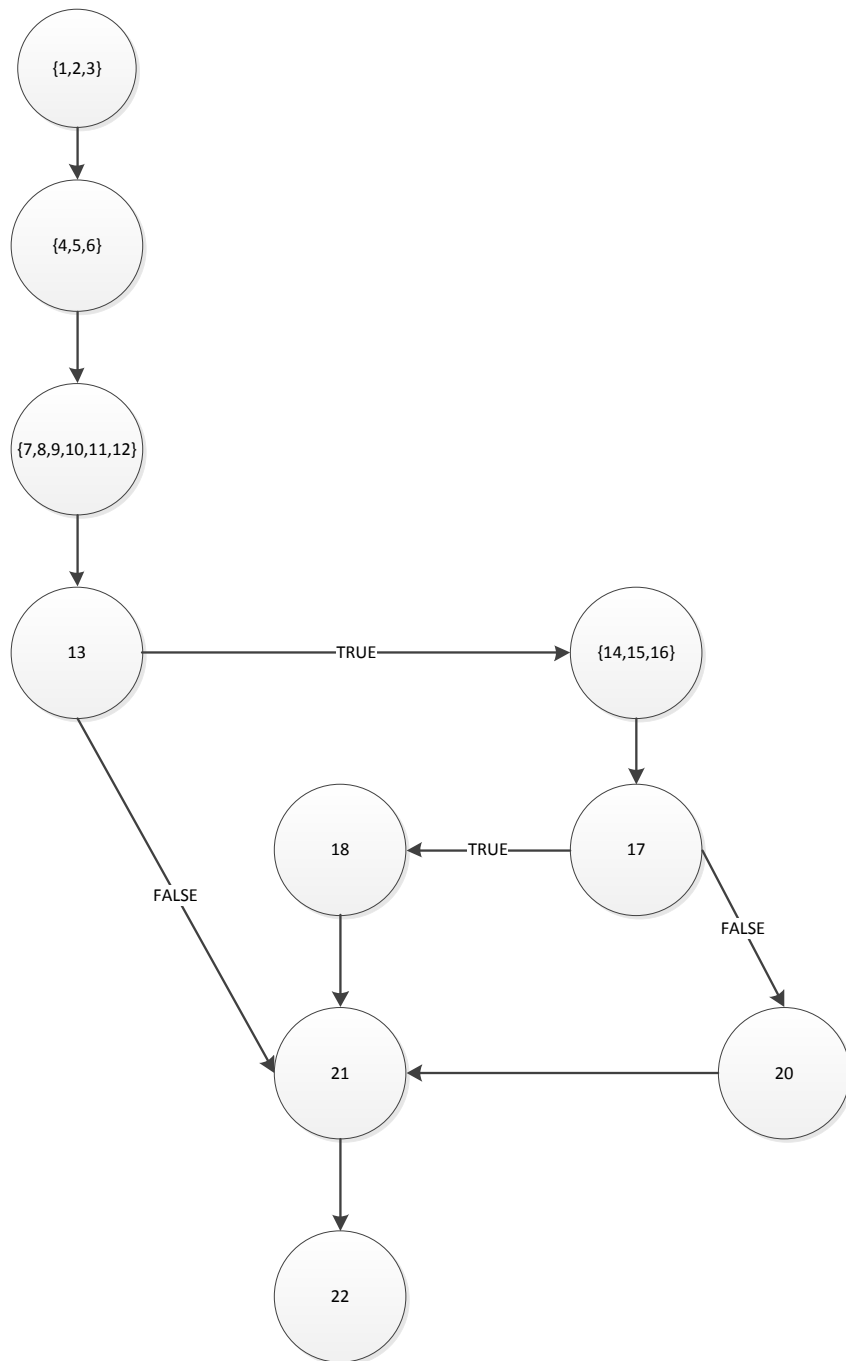 {1,2,3}
{4,5,6}
{7,8,9,10,11,12}
13
TRUE
{14,15,16}
18
TRUE
17
FALSE
FALSE
21
20
22